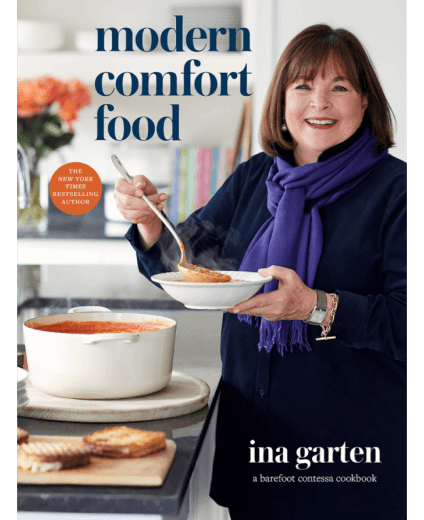 modern
comfort
food
THE
NEW YORK
TIMES
BESTSELLING
AUTHOR
ina garten
a barefoot contessa cookbook